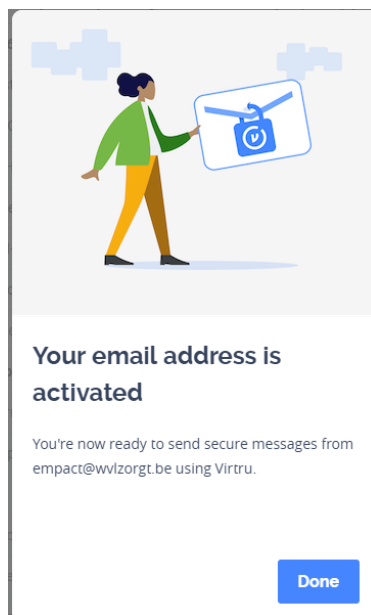 Your email address is
activated
You're now ready to send secure messages from
empact@wvlzorgt.be using Virtru.
Done